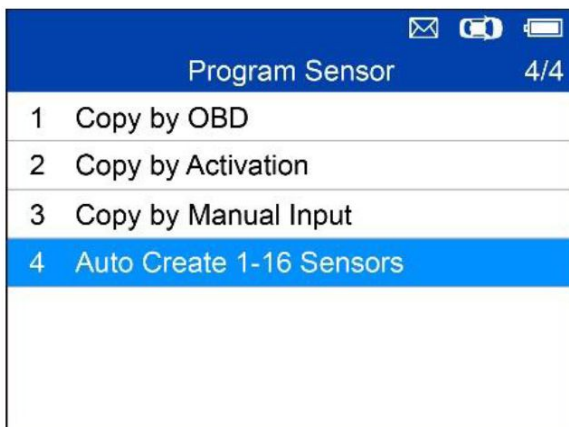 Program Sensor 4/4
1 Copy by OBD
2 Copy by Activation
3 Copy by Manual Input
4 Auto Create 1-16 Sensors